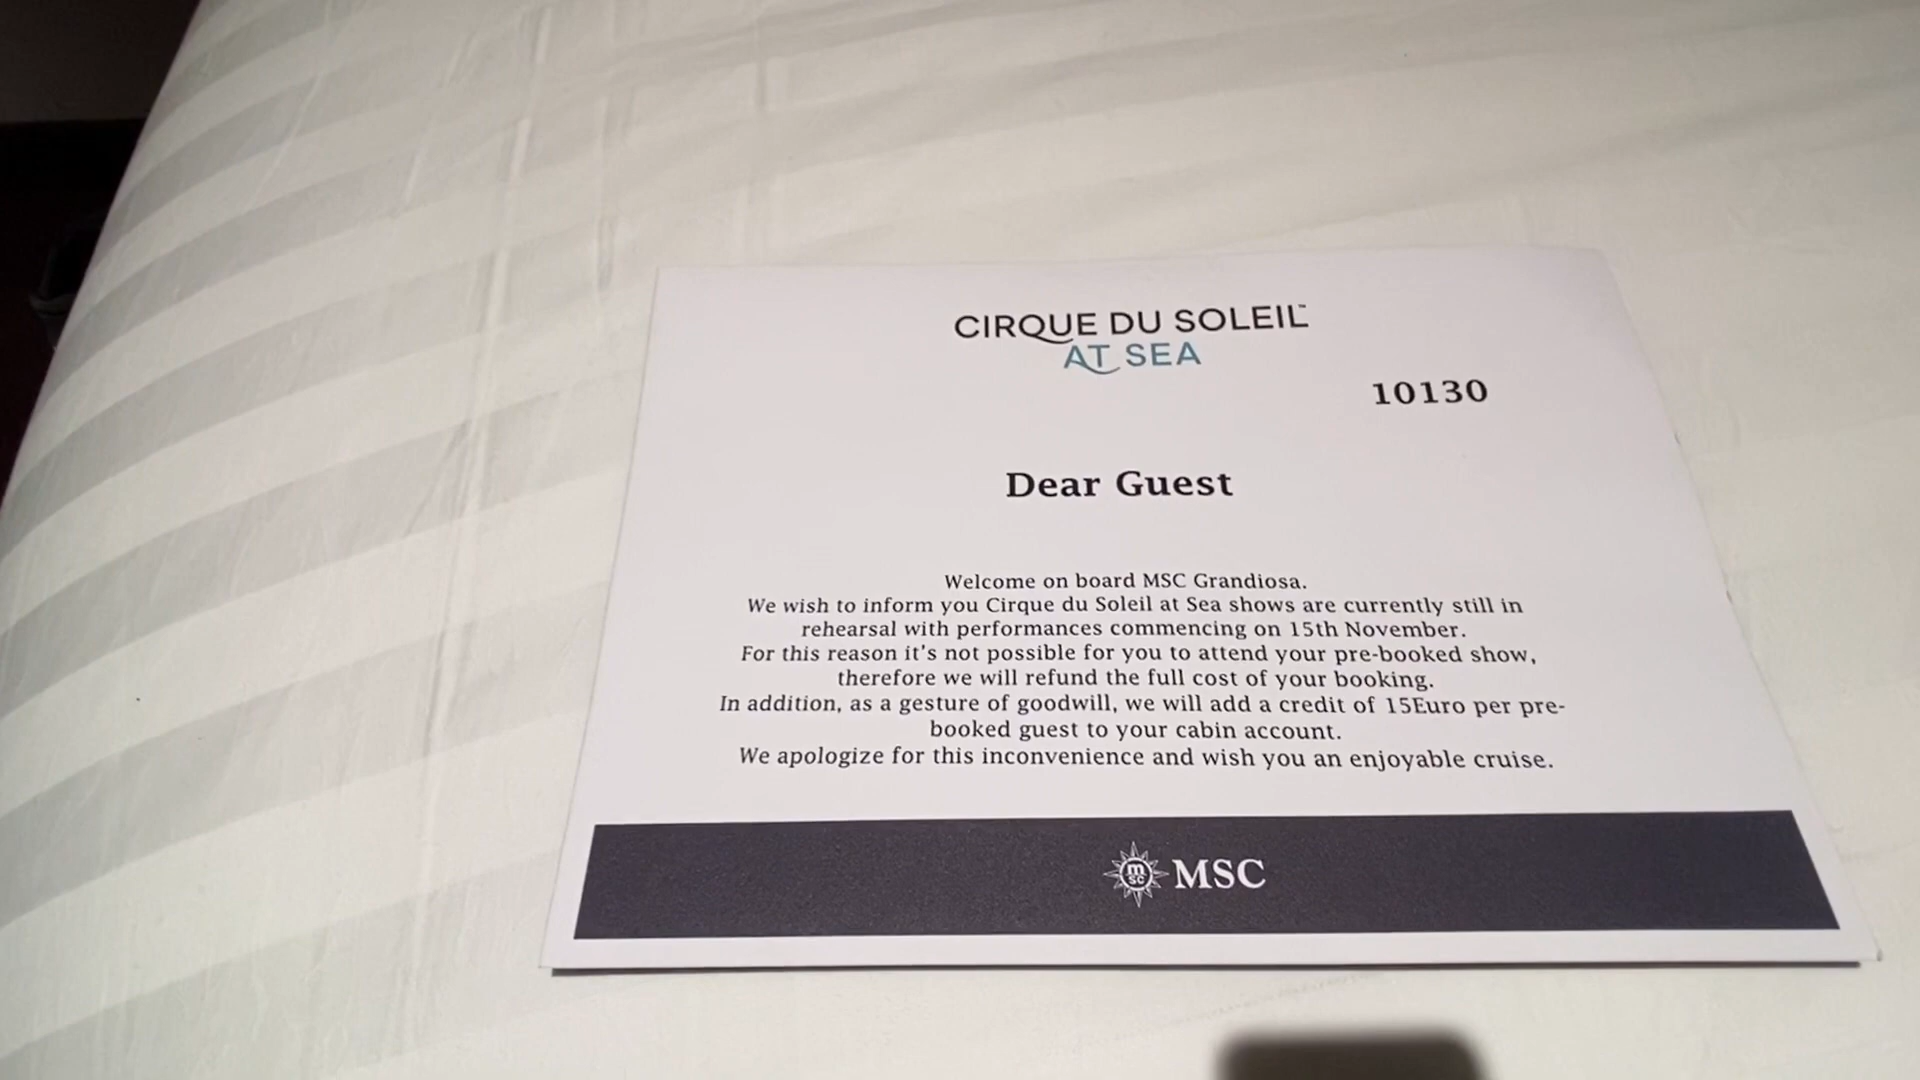 CIRQUE DU SOLEIL™
AT SEA
10130
Dear Guest
Welcome on board MSC Grandiosa.
We wish to inform you Cirque du Soleil at Sea shows are currently still in
rehearsal with performances commencing on 15th November.
For this reason it's not possible for you to attend your pre-booked show,
therefore we will refund the full cost of your booking.
In addition, as a gesture of goodwill, we will add a credit of 15Euro per pre-
booked guest to your cabin account.
We apologize for this inconvenience and wish you an enjoyable cruise.
m
sc
MSC